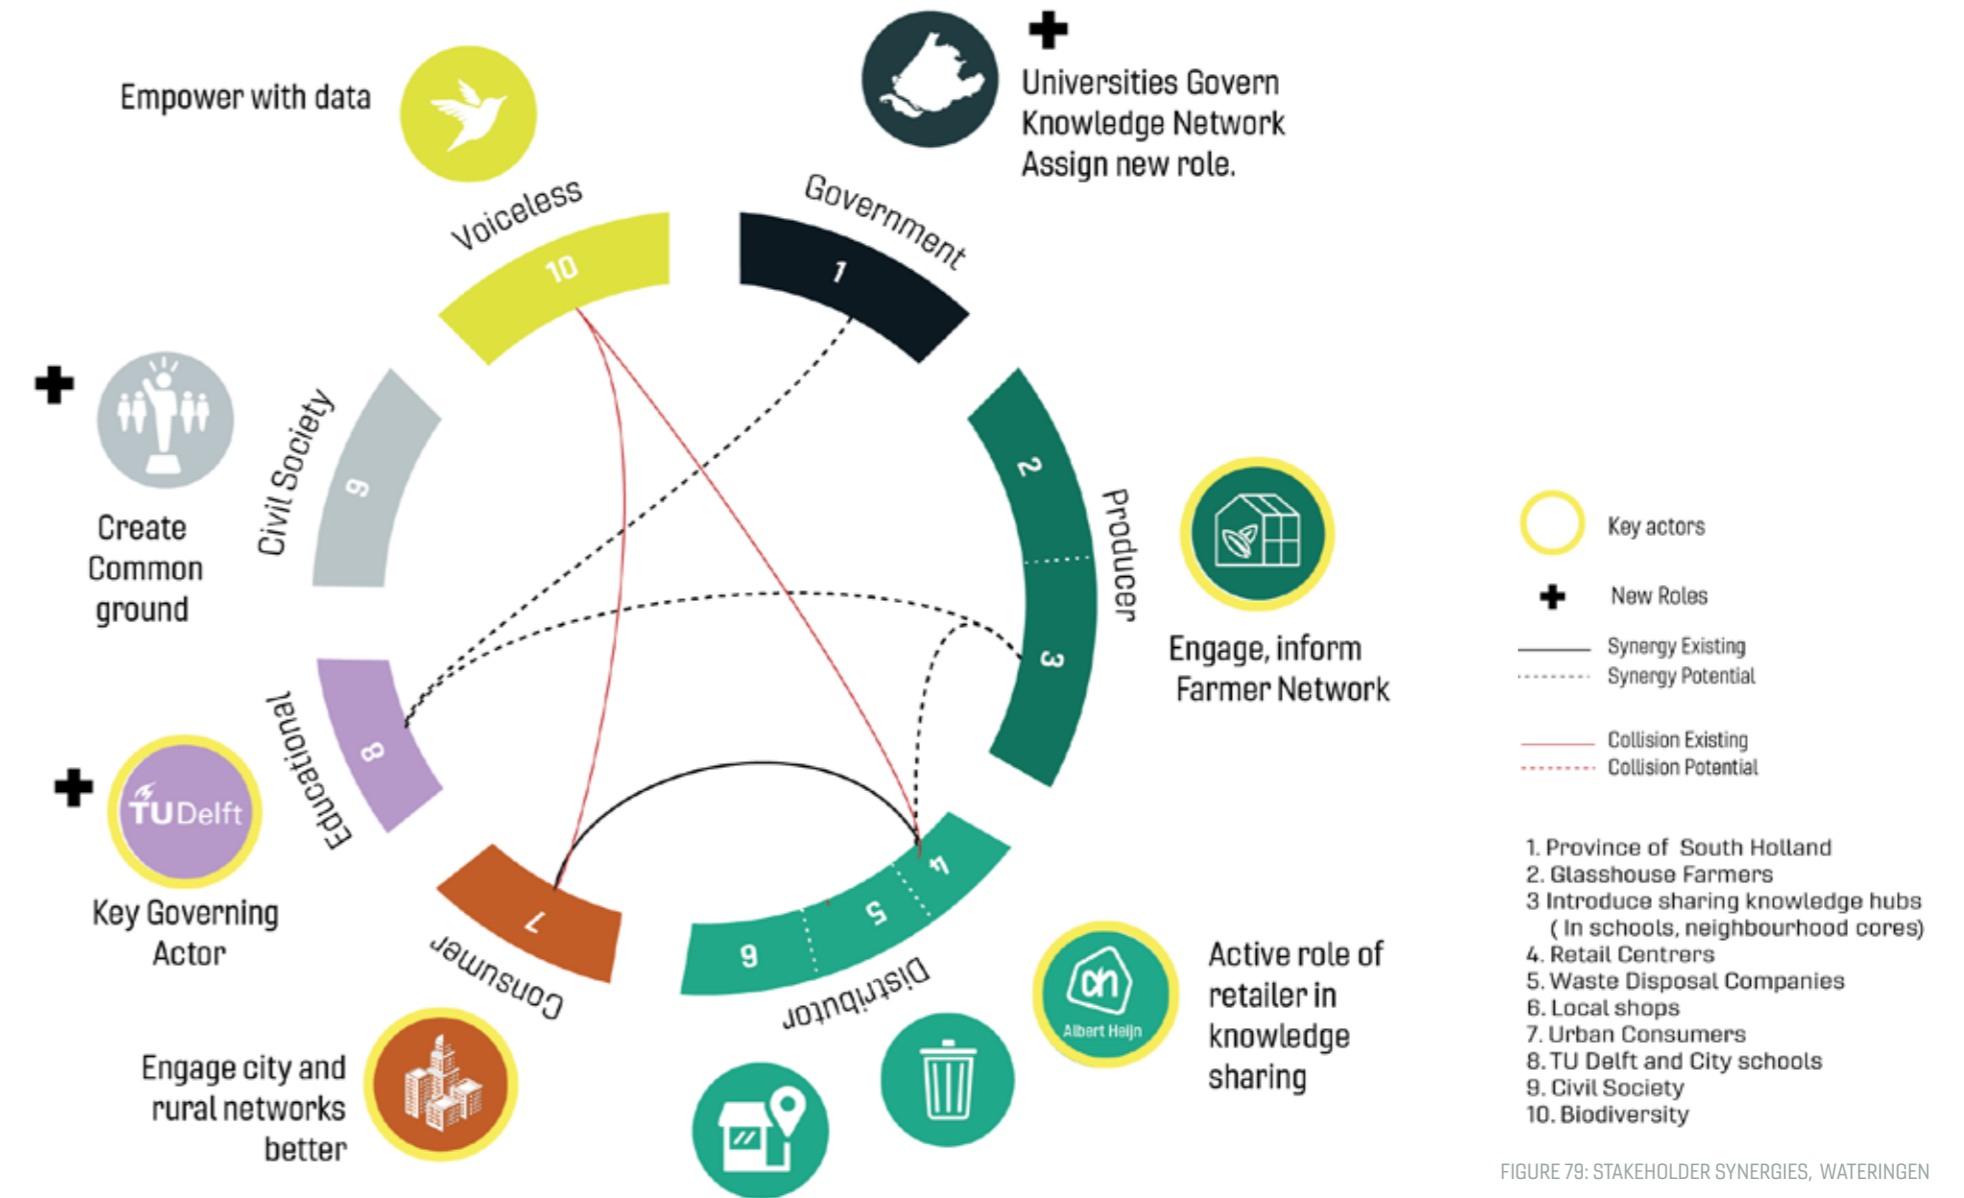 Empower with data
Universities Govern
Knowledge Network
Assign new role.
Voiceless
Government
10
1
Create
Common
ground
Civil Society
9
2
3
Producer
Engage, inform
Farmer Network
Educational
8
TU Delft
Key Governing
Actor
Consumer
7
Engage city and
rural networks
better
Distributor
4
5
6
Albert Heijn
Active role of
retailer in
knowledge
sharing
Key actors
New Roles
Synergy Existing
Synergy Potential
Collision Existing
Collision Potential
1. Province of South Holland
2. Glasshouse Farmers
3 Introduce sharing knowledge hubs
( In schools, neighbourhood cores)
4. Retail Centrers
5. Waste Disposal Companies
6. Local shops
7. Urban Consumers
8. TU Delft and City schools
9. Civil Society
10. Biodiversity
FIGURE 79: STAKEHOLDER SYNERGIES, WATERINGEN